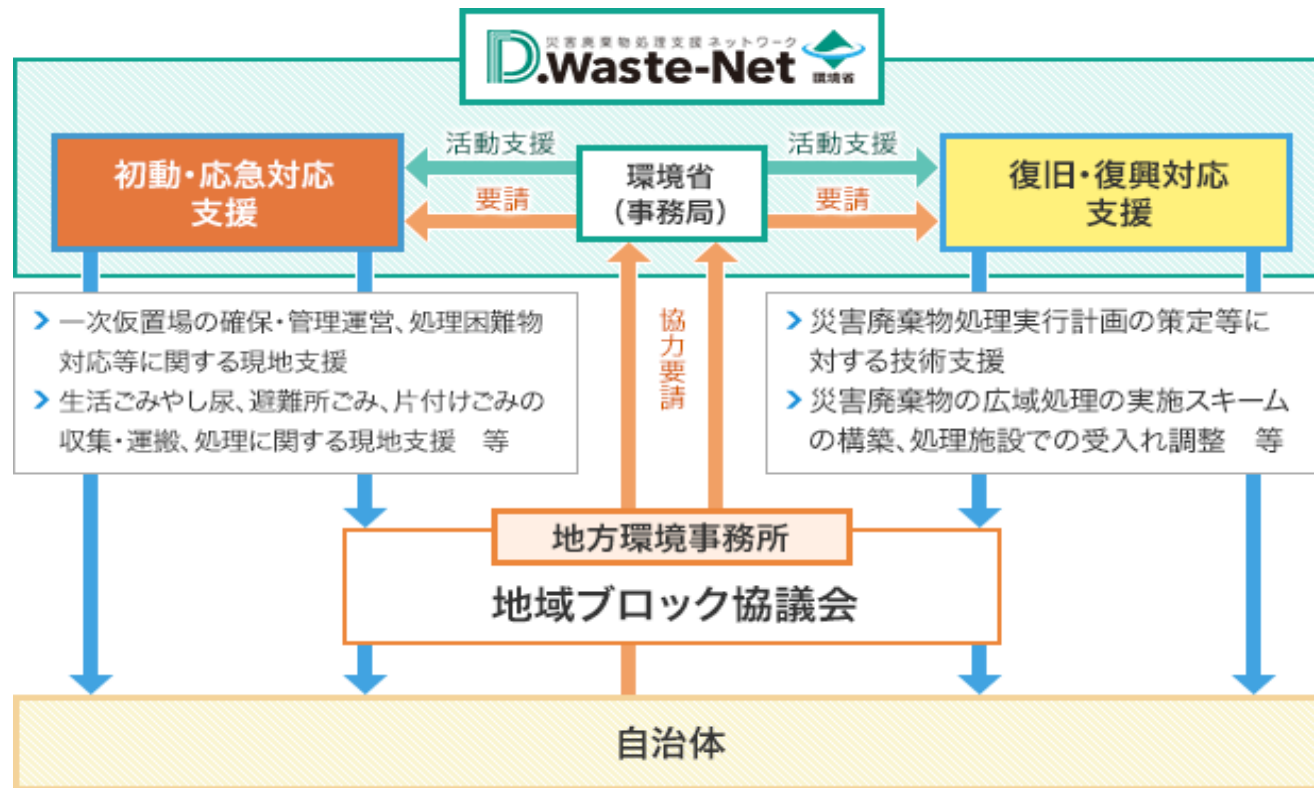 災害廃棄物処理支援ネットワーク
D.Waste-Net
環境省
初動・応急対応
支援
活動支援
要請
環境省
（事務局）
活動支援
要請
復旧・復興対応
支援
一次仮置場の確保・管理運営、処理困難物
対応等に関する現地支援
生活ごみやし尿、避難所ごみ、片付けごみの
収集・運搬、処理に関する現地支援　等
協力要請
災害廃棄物処理実行計画の策定等に
対する技術支援
災害廃棄物の広域処理の実施スキーム
の構築、処理施設での受入れ調整　等
地方環境事務所
地域ブロック協議会
自治体